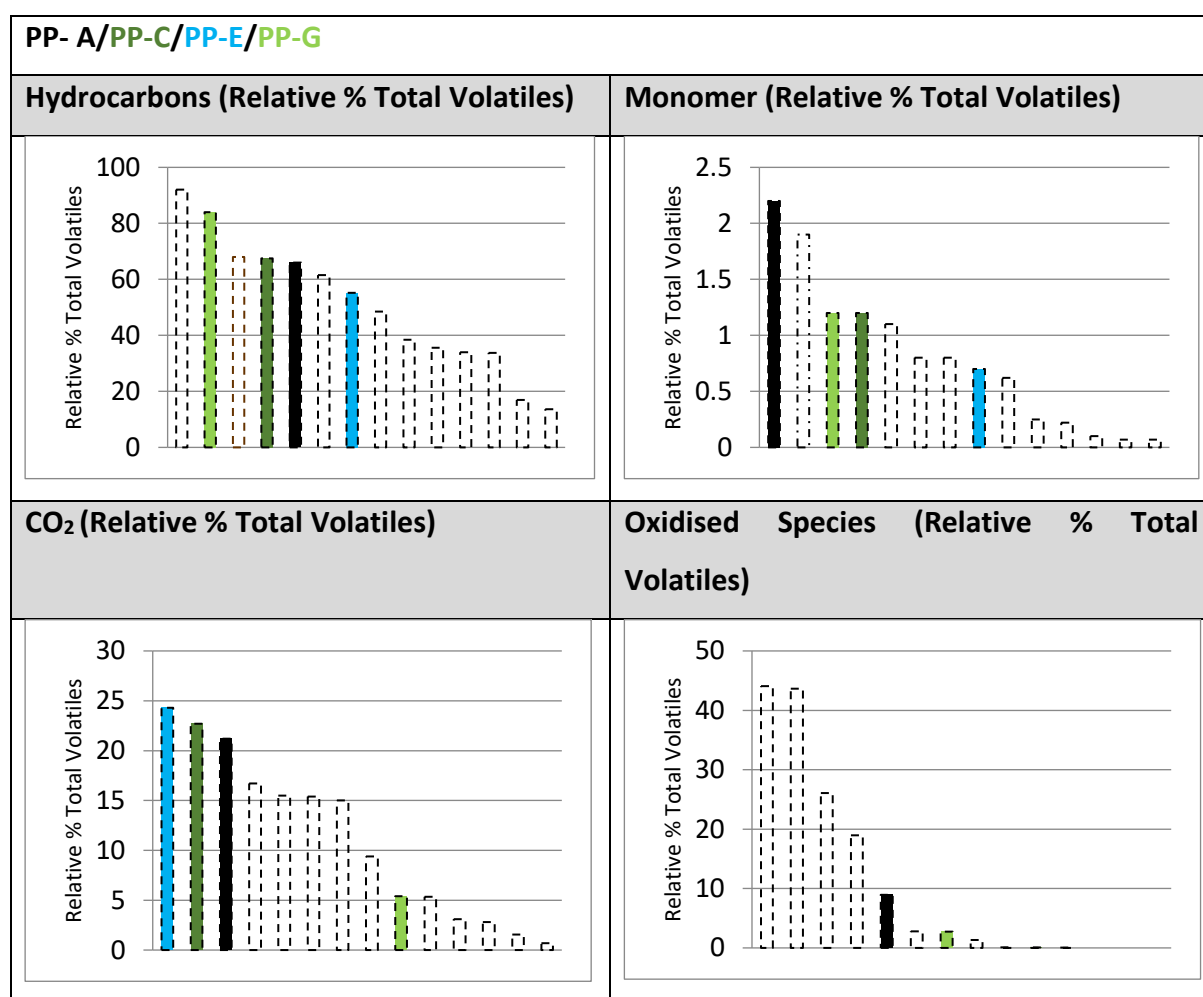 PP- A/PP-C/PP-E/PP-G
Hydrocarbons (Relative % Total Volatiles)
Monomer (Relative % Total Volatiles)
Relative % Total Volatiles
100
80
60
40
20
0
Relative % Total Volatiles
2.5
2
1.5
1
0.5
0
CO2 (Relative % Total Volatiles)
Oxidised Species (Relative % Total
Volatiles)
Relative % Total Volatiles
30
25
20
15
10
5
0
Relative % Total Volatiles
50
40
30
20
10
0